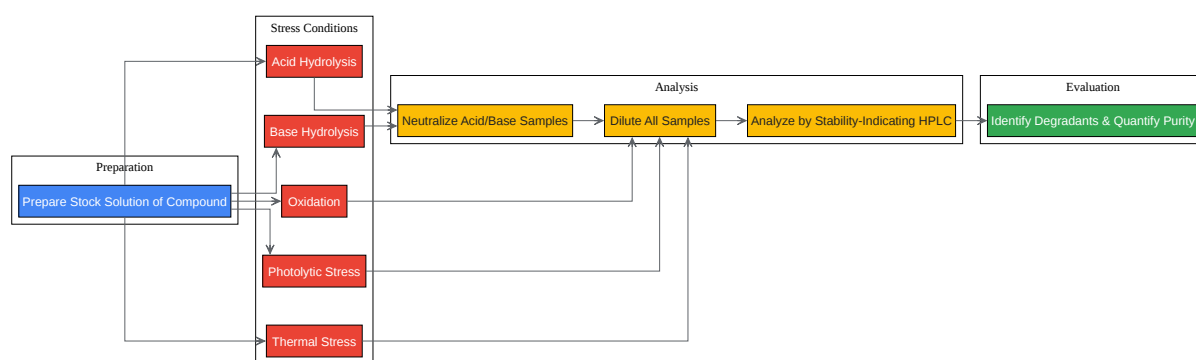 Stress Conditions
Acid Hydrolysis
Analysis
Evaluation
Base Hydrolysis
Neutralize Acid/Base Samples
Dilute All Samples
Analyze by Stability-Indicating HPLC
Identify Degradants & Quantify Purity
Preparation
Prepare Stock Solution of Compound
Oxidation
Photolytic Stress
Thermal Stress